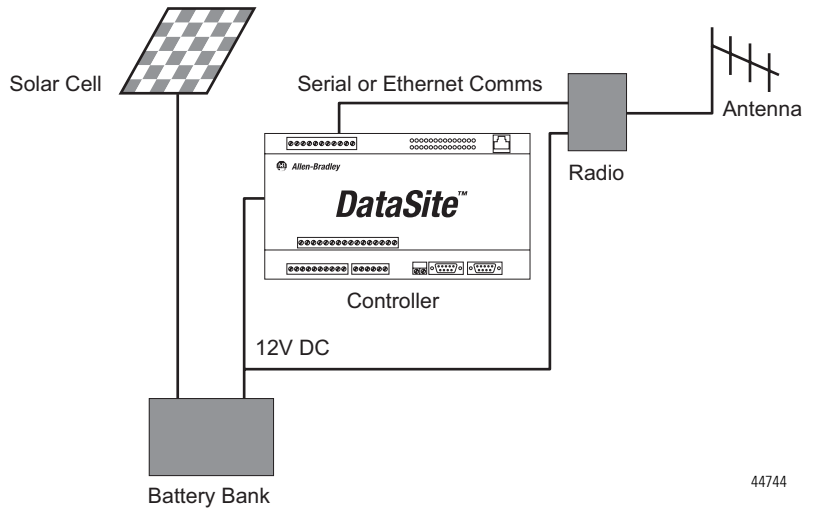 Solar Cell
Serial or Ethernet Comms
Antenna
Radio
Allen-Bradley
DataSite™
Controller
12V DC
Battery Bank
44744